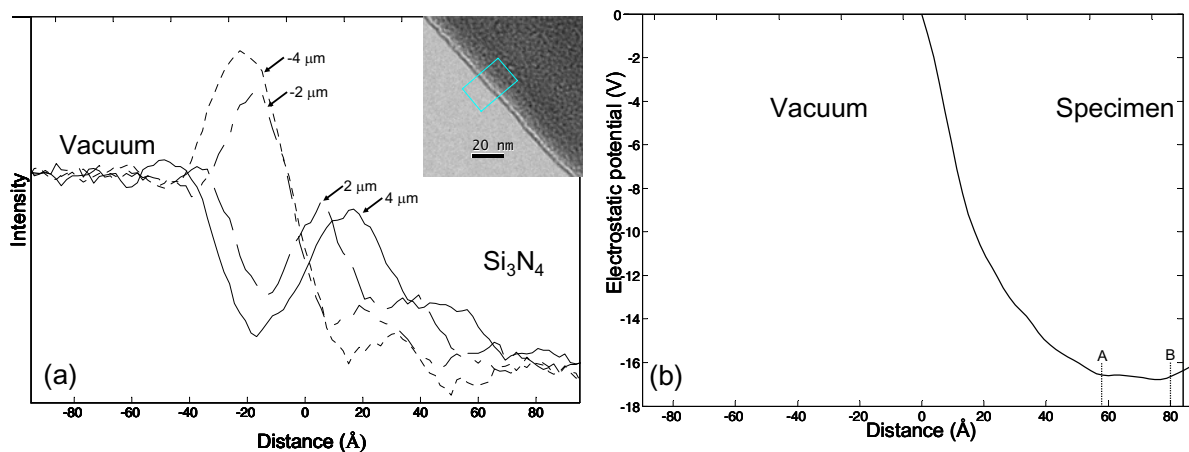 -4 μm
-2 μm
Vacuum
20 nm
2 μm
4 μm
Intensity
Si₃N₄
(a)
-80 -60 -40 -20 0 20 40 60 80
Distance (Å)
0
-2
-4
-6
-8
-10
-12
-14
-16
-18
Electrostatic potential (V)
Vacuum
Specimen
A
B
(b)
-80 -60 -40 -20 0 20 40 60 80
Distance (Å)